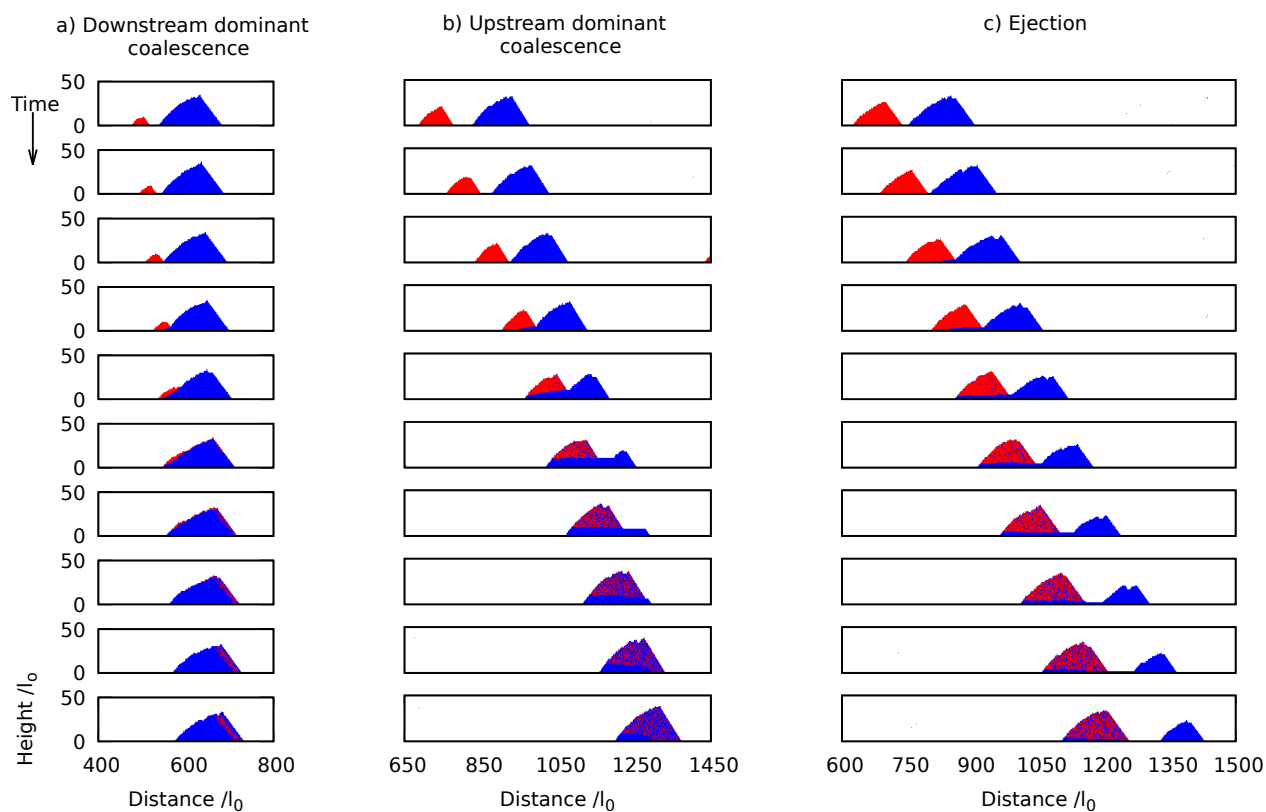 a) Downstream dominant
coalescence
b) Upstream dominant
coalescence
c) Ejection
Time
50
0
50
0
50
0
50
0
50
0
50
0
50
0
50
0
50
0
50
0
Height /lo
400 600 800
650 850 1050 1250 1450
600 750 900 1050 1200 1350 1500
Distance /l0
Distance /l0
Distance /l0